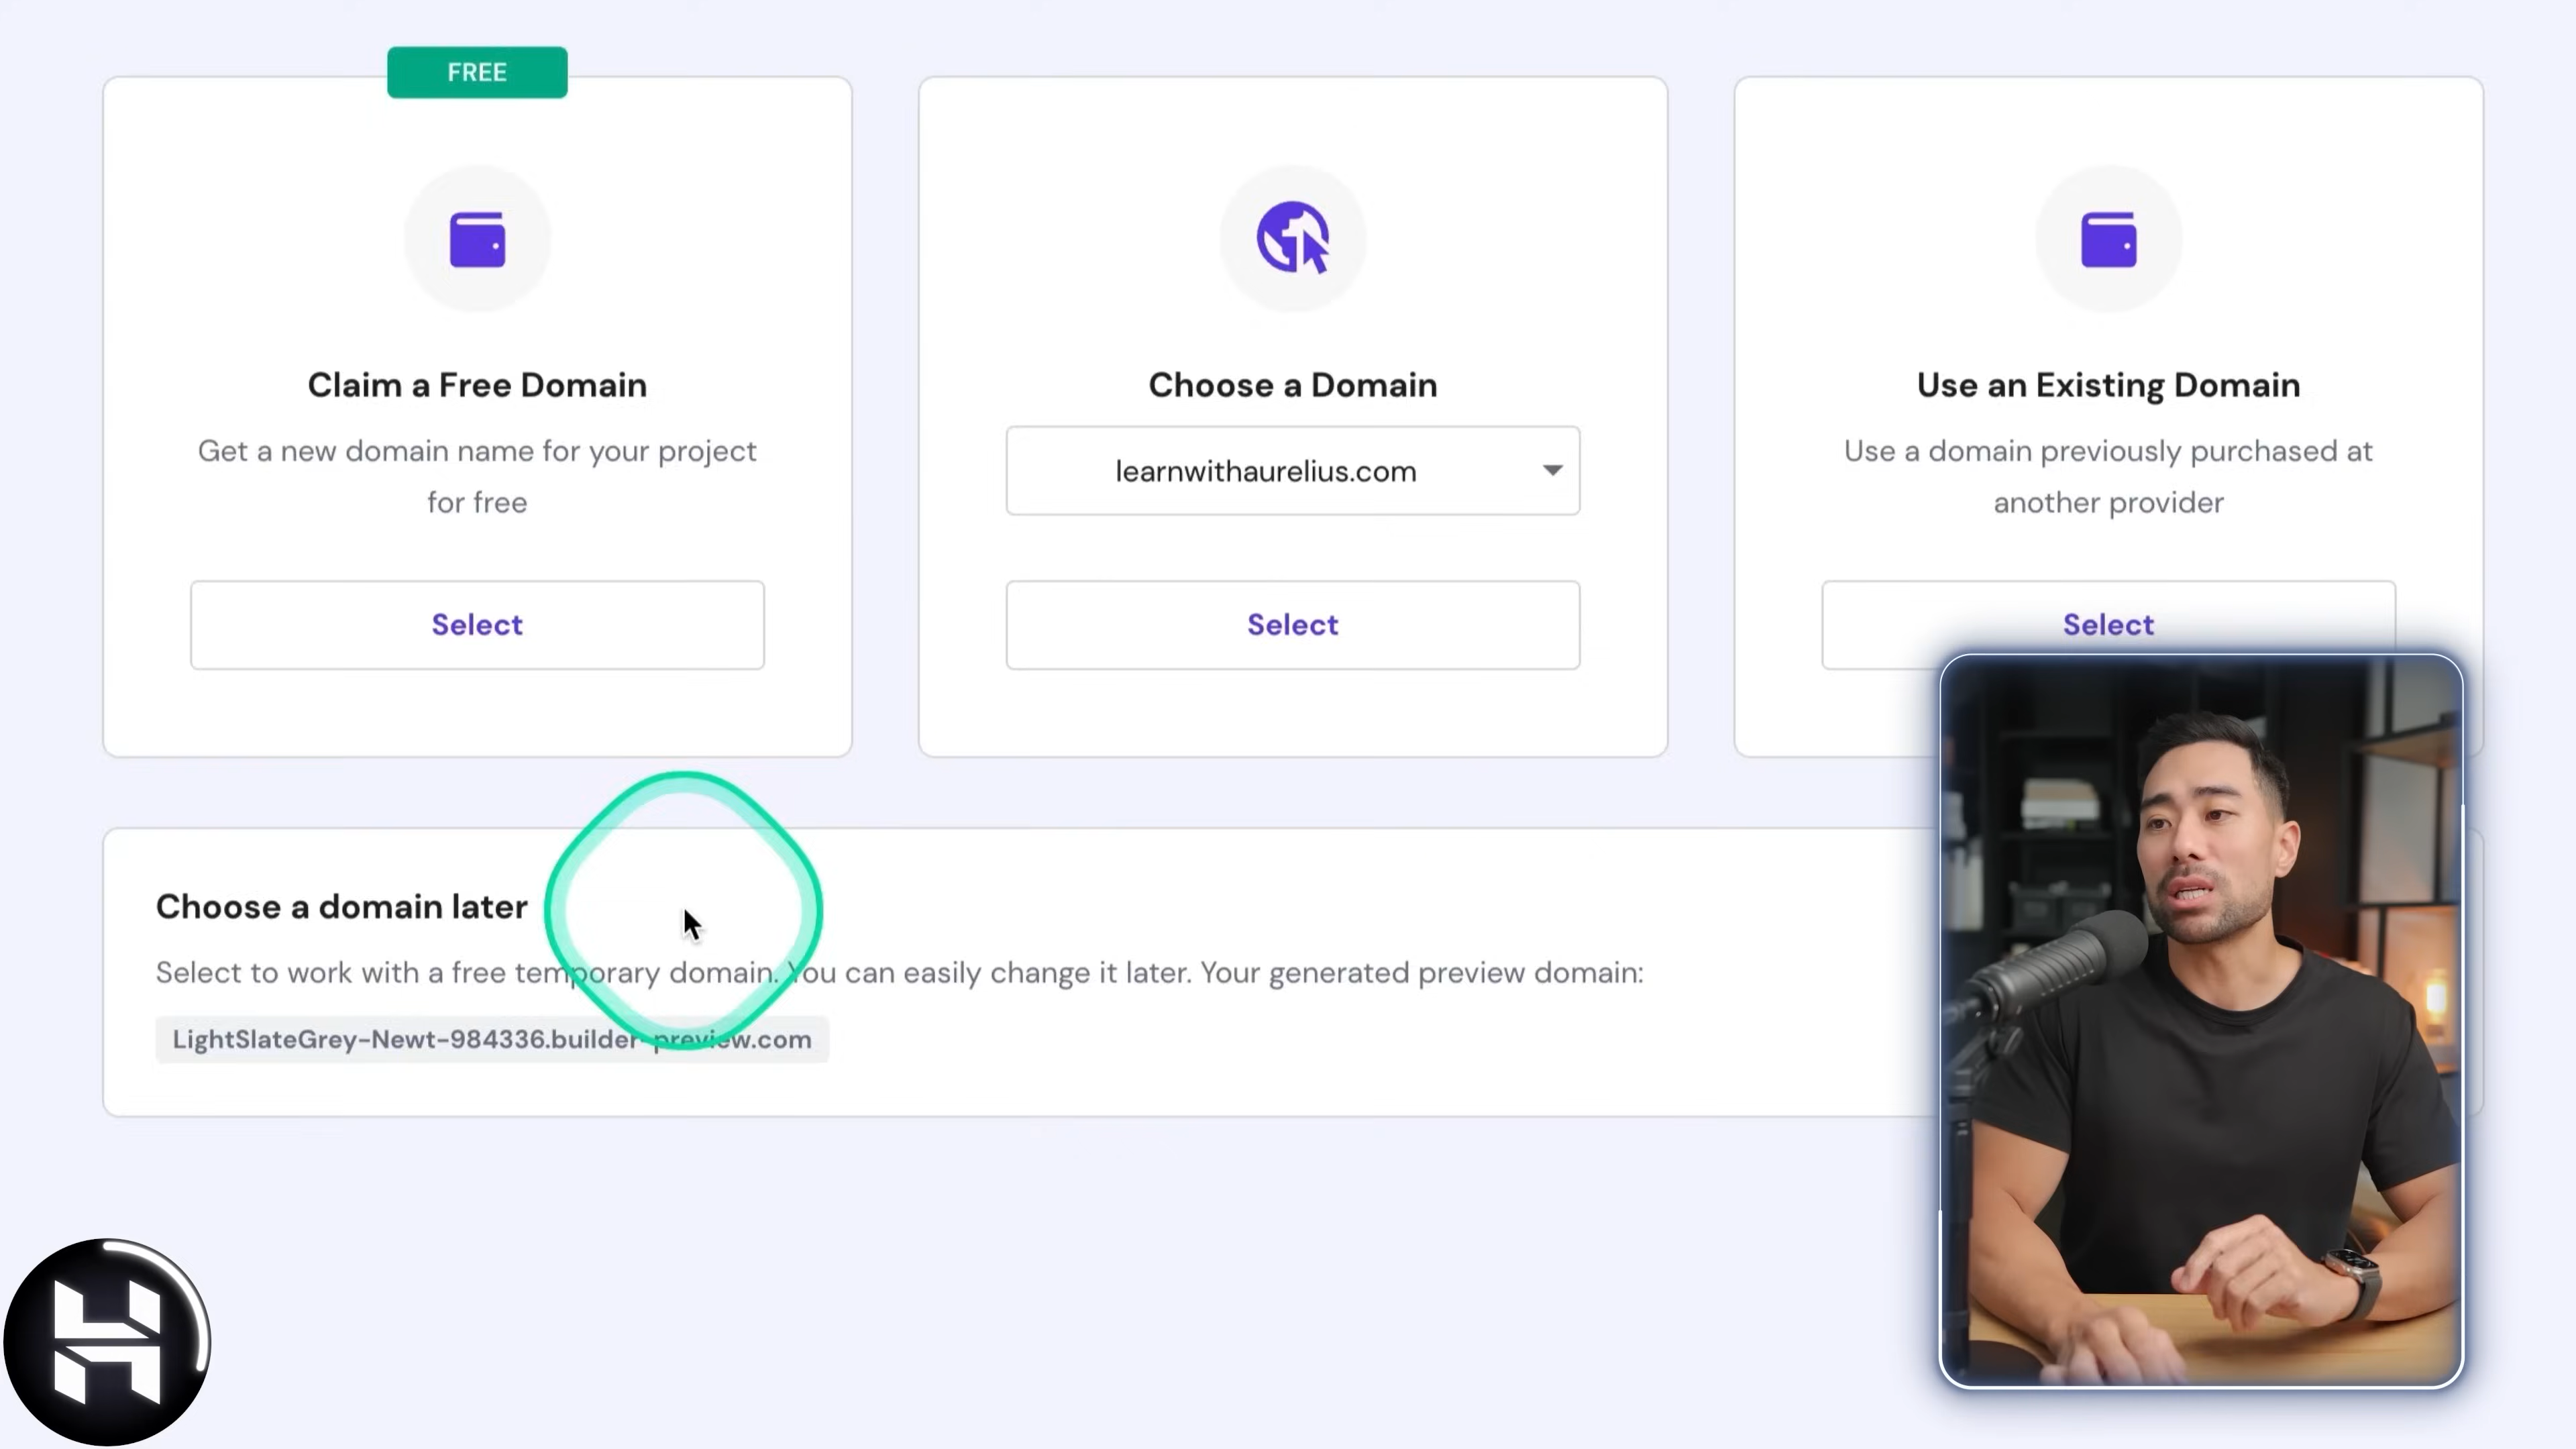 FREE
Claim a Free Domain
Get a new domain name for your project
for free
Select
Choose a Domain
learnwithaurelius.com
Select
Use an Existing Domain
Use a domain previously purchased at
another provider
Select
Choose a domain later
Select to work with a free temporary domain. You can easily change it later. Your generated preview domain:
LightSlateGrey-Newt-984336.builder-preview.com